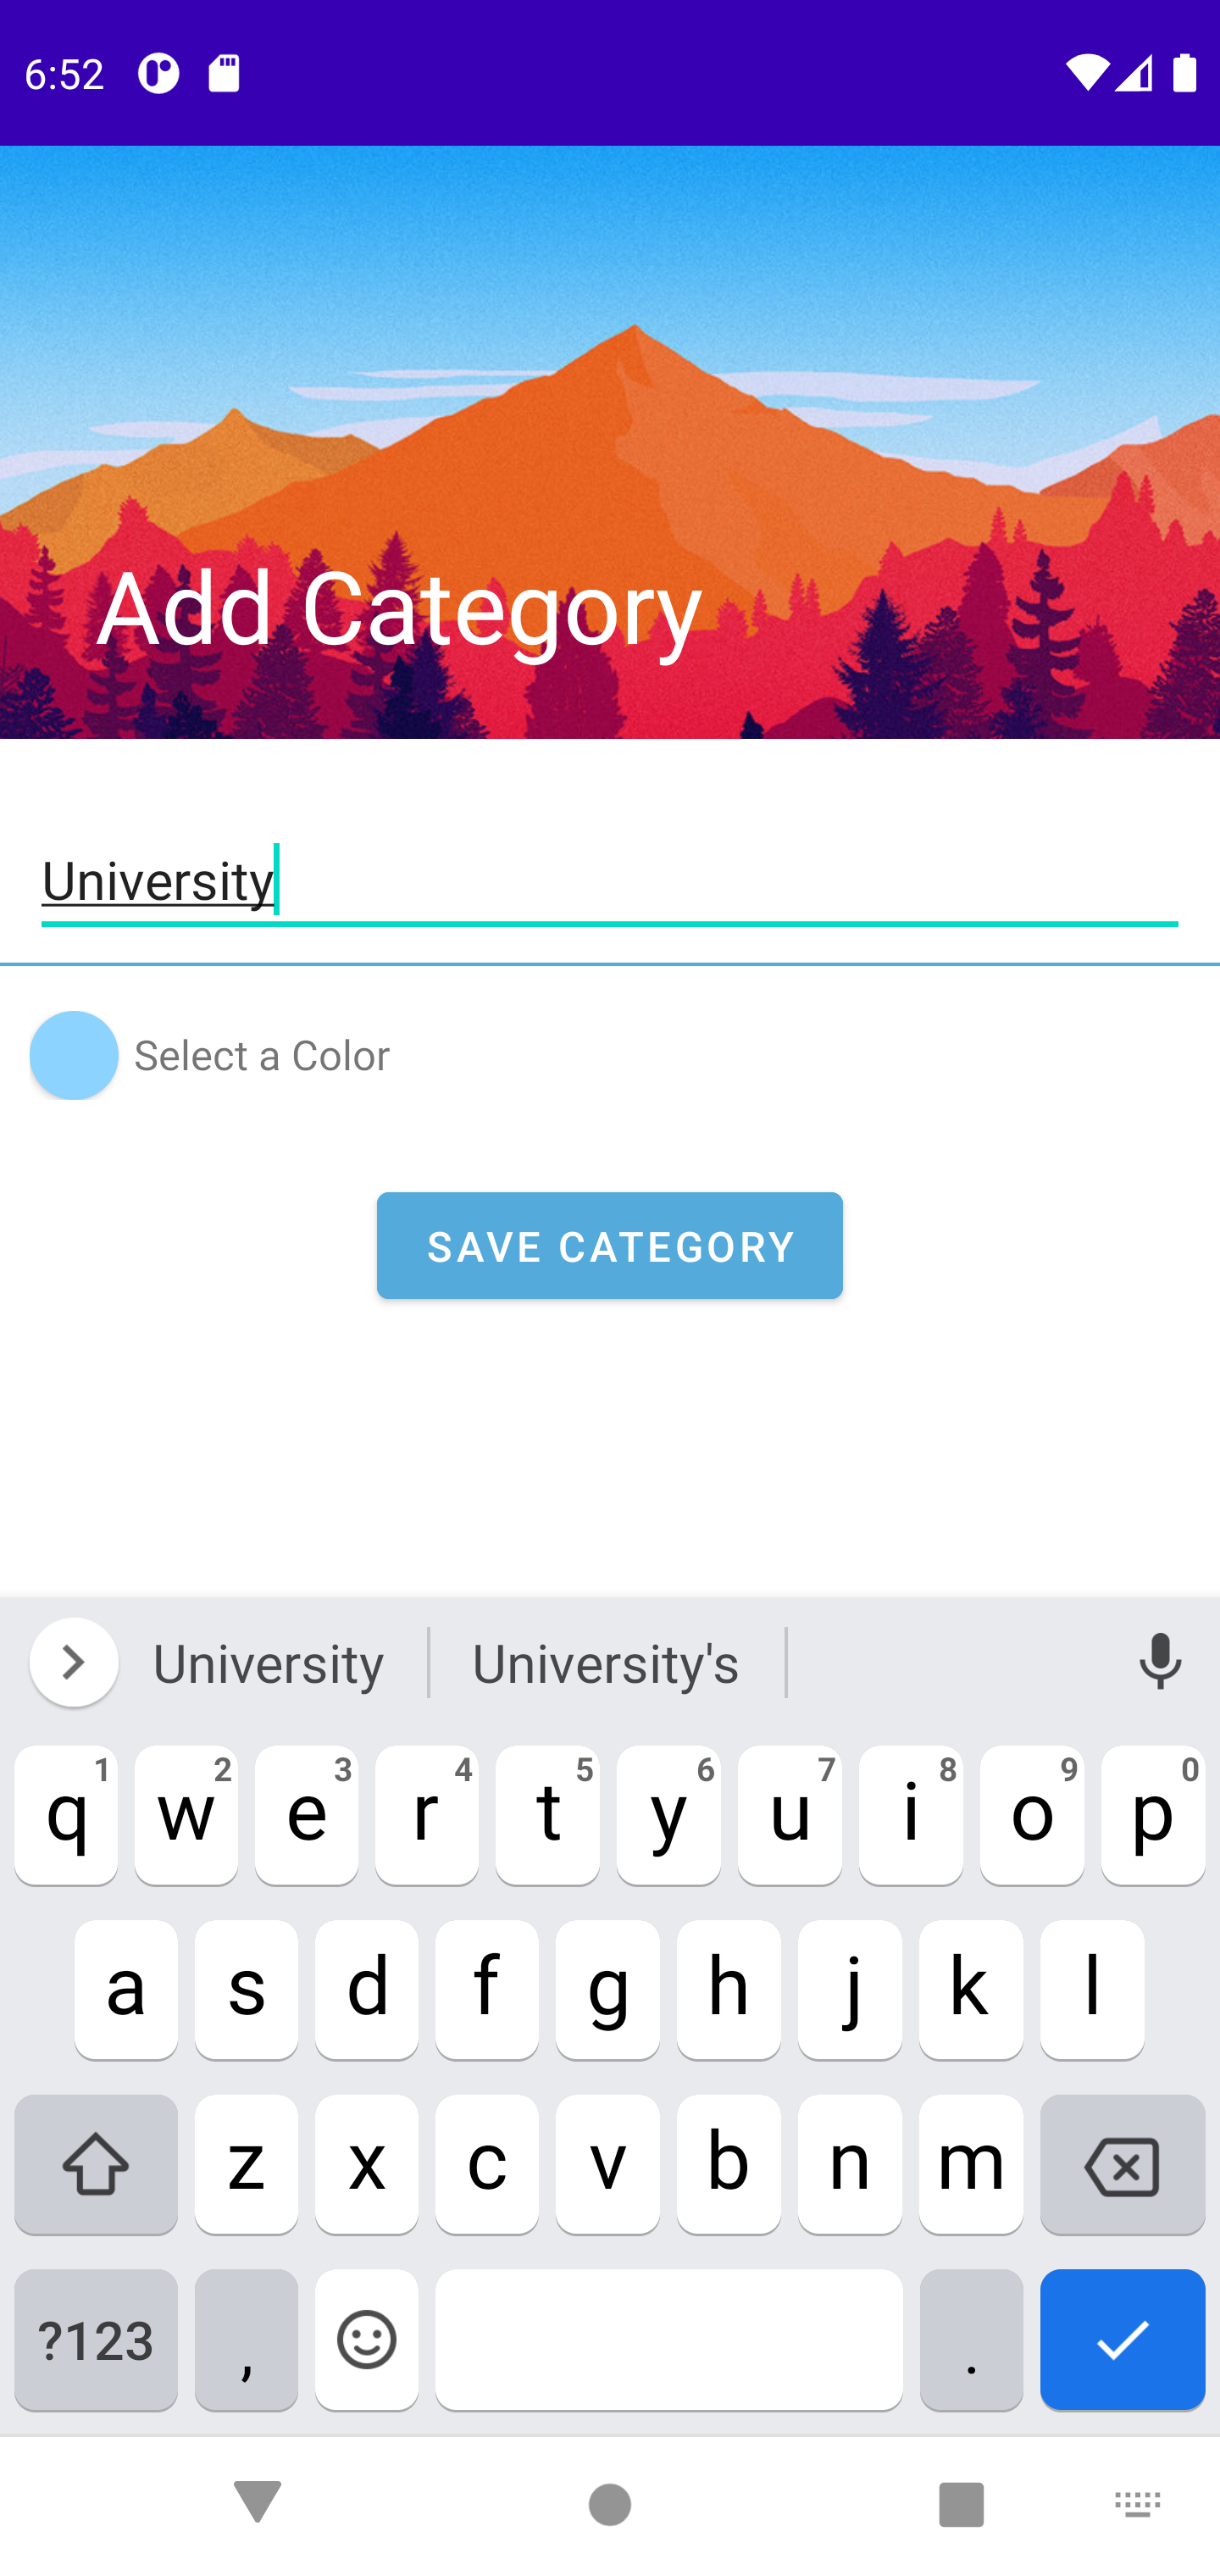 6:52
Add Category
University
Select a Color
SAVE CATEGORY
University University's
1 2 3 4 5 6 7 8 9 0
q w e r t y u i o p
a s d f g h j k l
z x c v b n m
?123 , .